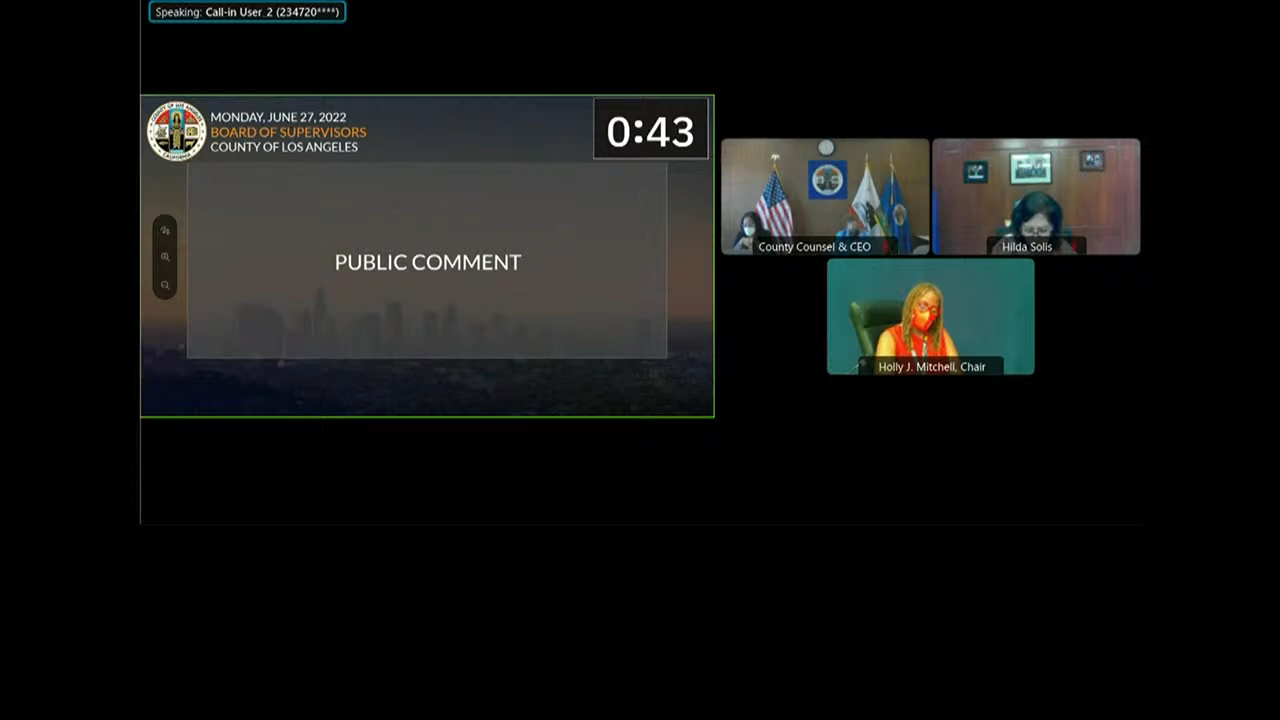 Speaking: Call-in User_2 (234720****)
MONDAY, JUNE 27, 2022
BOARD OF SUPERVISORS
COUNTY OF LOS ANGELES
0:43
PUBLIC COMMENT
County Counsel & CEO
Hilda Solis
Holly J. Mitchell, Chair